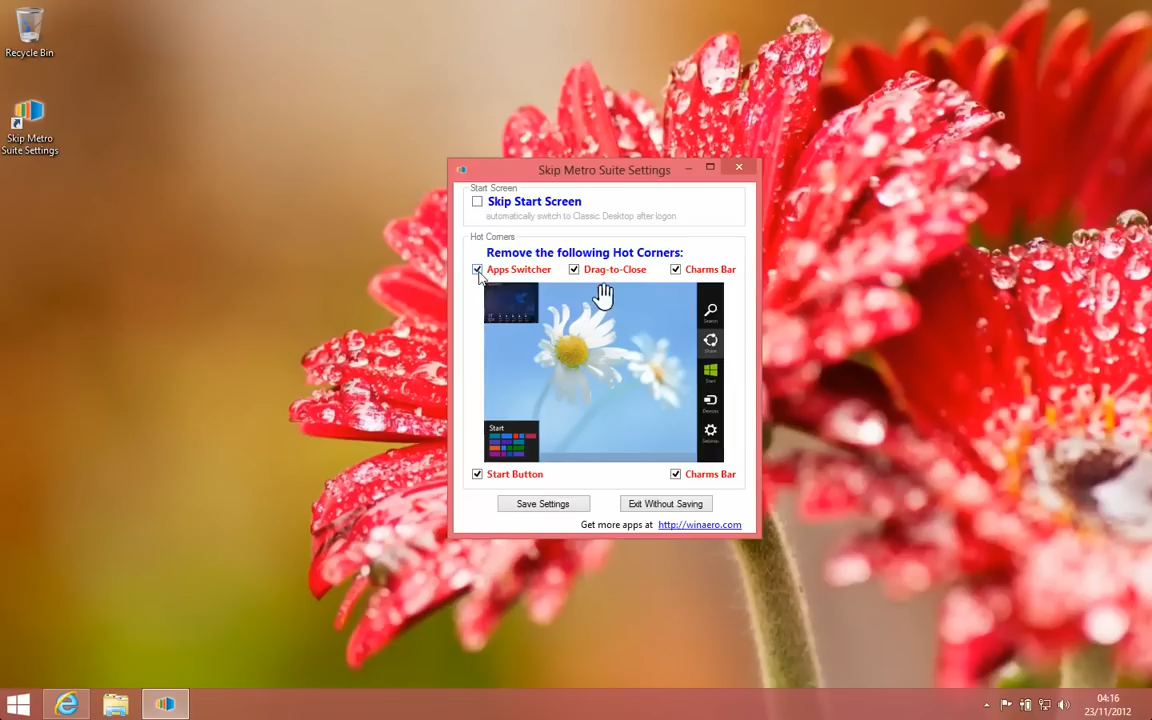 Recycle Bin
Skip Metro
Suite Settings
Skip Metro Suite Settings
Start Screen
Skip Start Screen
automatically switch to Classic Desktop after logon
Hot Corners
Remove the following Hot Corners:
Apps Switcher
Drag-to-Close
Charms Bar
Search
Share
Start
Devices
Settings
Start
Start Button
Charms Bar
Save Settings
Exit Without Saving
Get more apps at http://winaero.com
04:16
23/11/2012